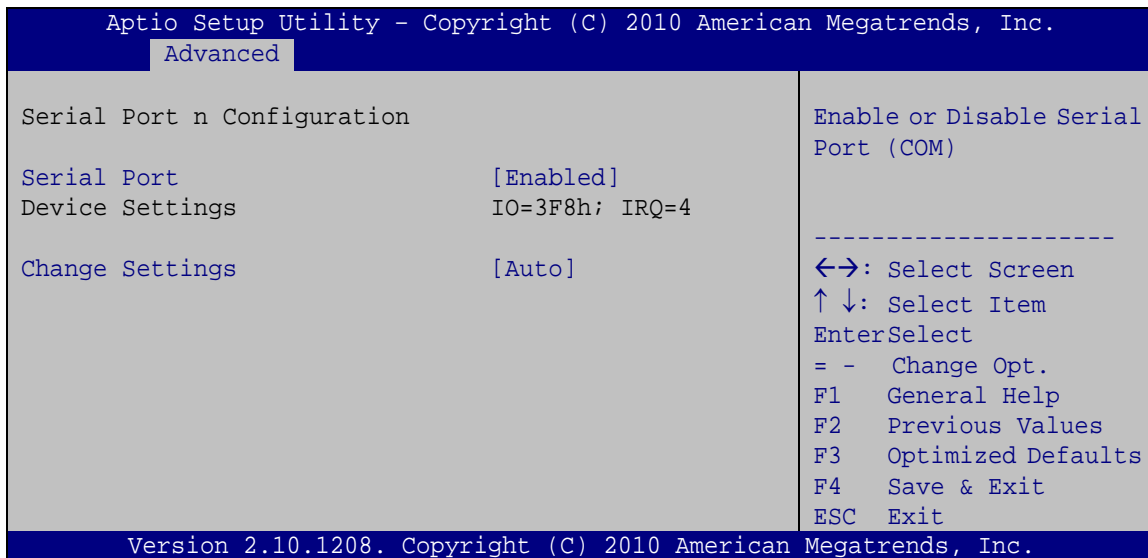 Aptio Setup Utility – Copyright (C) 2010 American Megatrends, Inc.
Advanced
Serial Port n Configuration
Serial Port [Enabled]
Device Settings IO=3F8h; IRQ=4
Change Settings [Auto]
Enable or Disable Serial
Port (COM)
---------------------
←→: Select Screen
↑ ↓: Select Item
EnterSelect
= - Change Opt.
F1 General Help
F2 Previous Values
F3 Optimized Defaults
F4 Save & Exit
ESC Exit
Version 2.10.1208. Copyright (C) 2010 American Megatrends, Inc.